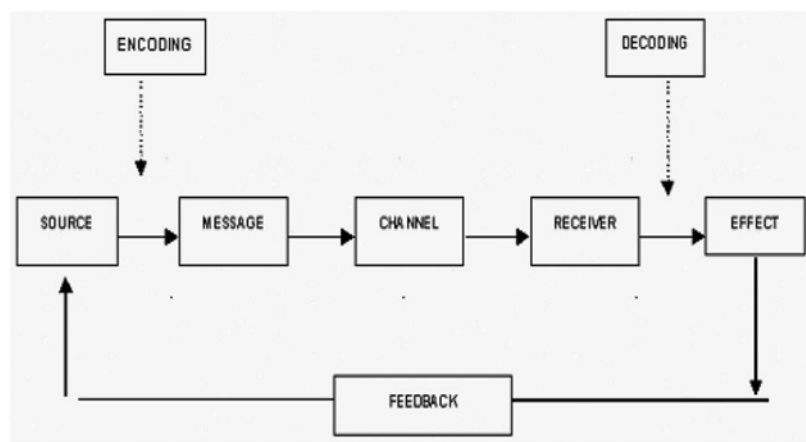 ENCODING
DECODING
SOURCE
MESSAGE
CHANNEL
RECEIVER
EFFECT
FEEDBACK